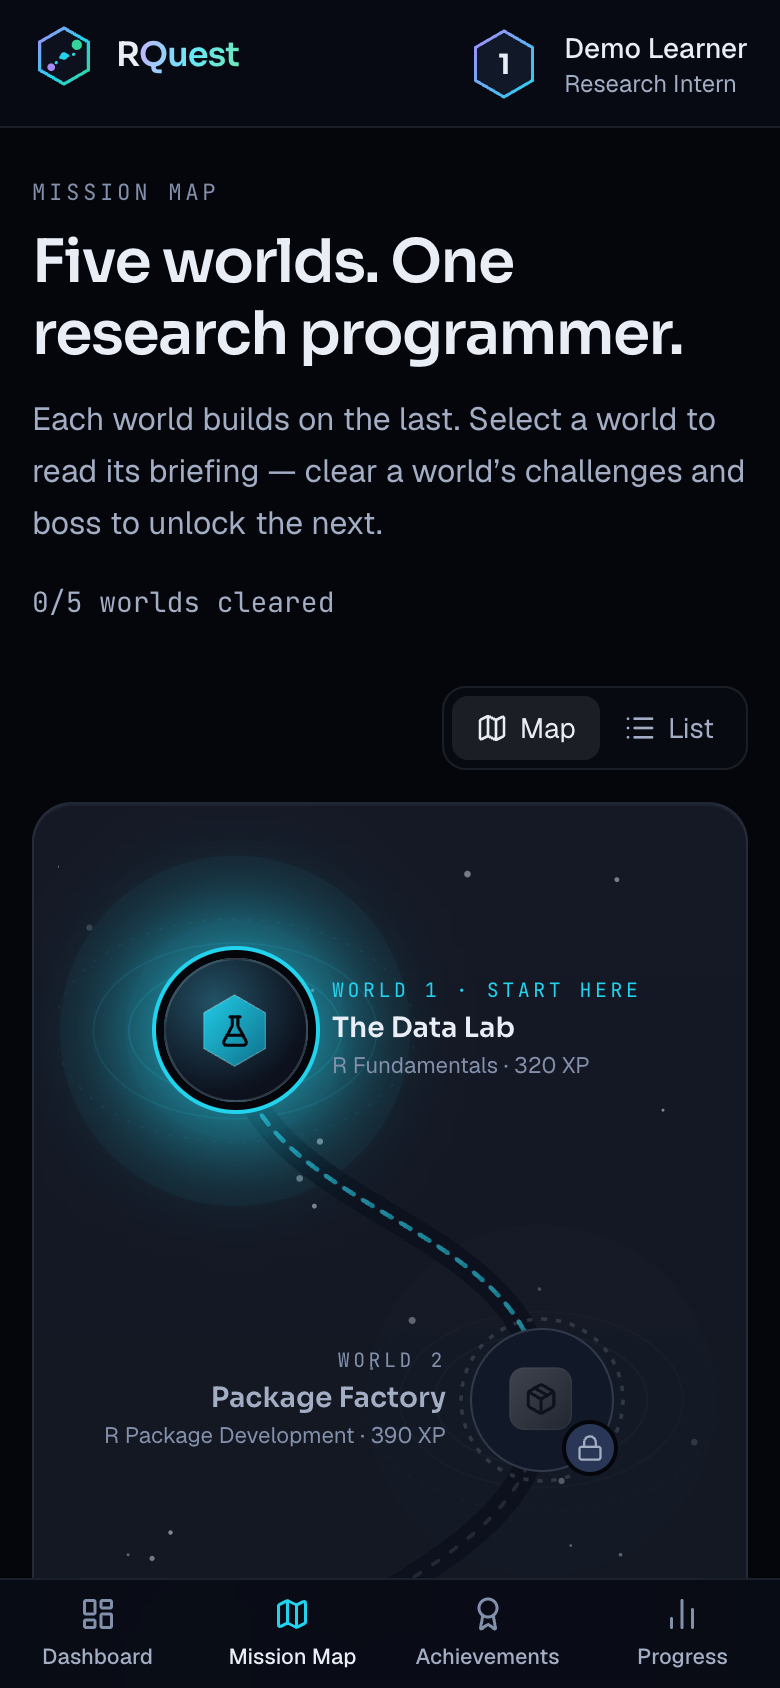 RQuest
1
Demo Learner
Research Intern
MISSION MAP
Five worlds. One
research programmer.
Each world builds on the last. Select a world to
read its briefing — clear a world’s challenges and
boss to unlock the next.
0/5 worlds cleared
Map
List
WORLD 1 · START HERE
The Data Lab
R Fundamentals · 320 XP
WORLD 2
Package Factory
R Package Development · 390 XP
Dashboard
Mission Map
Achievements
Progress